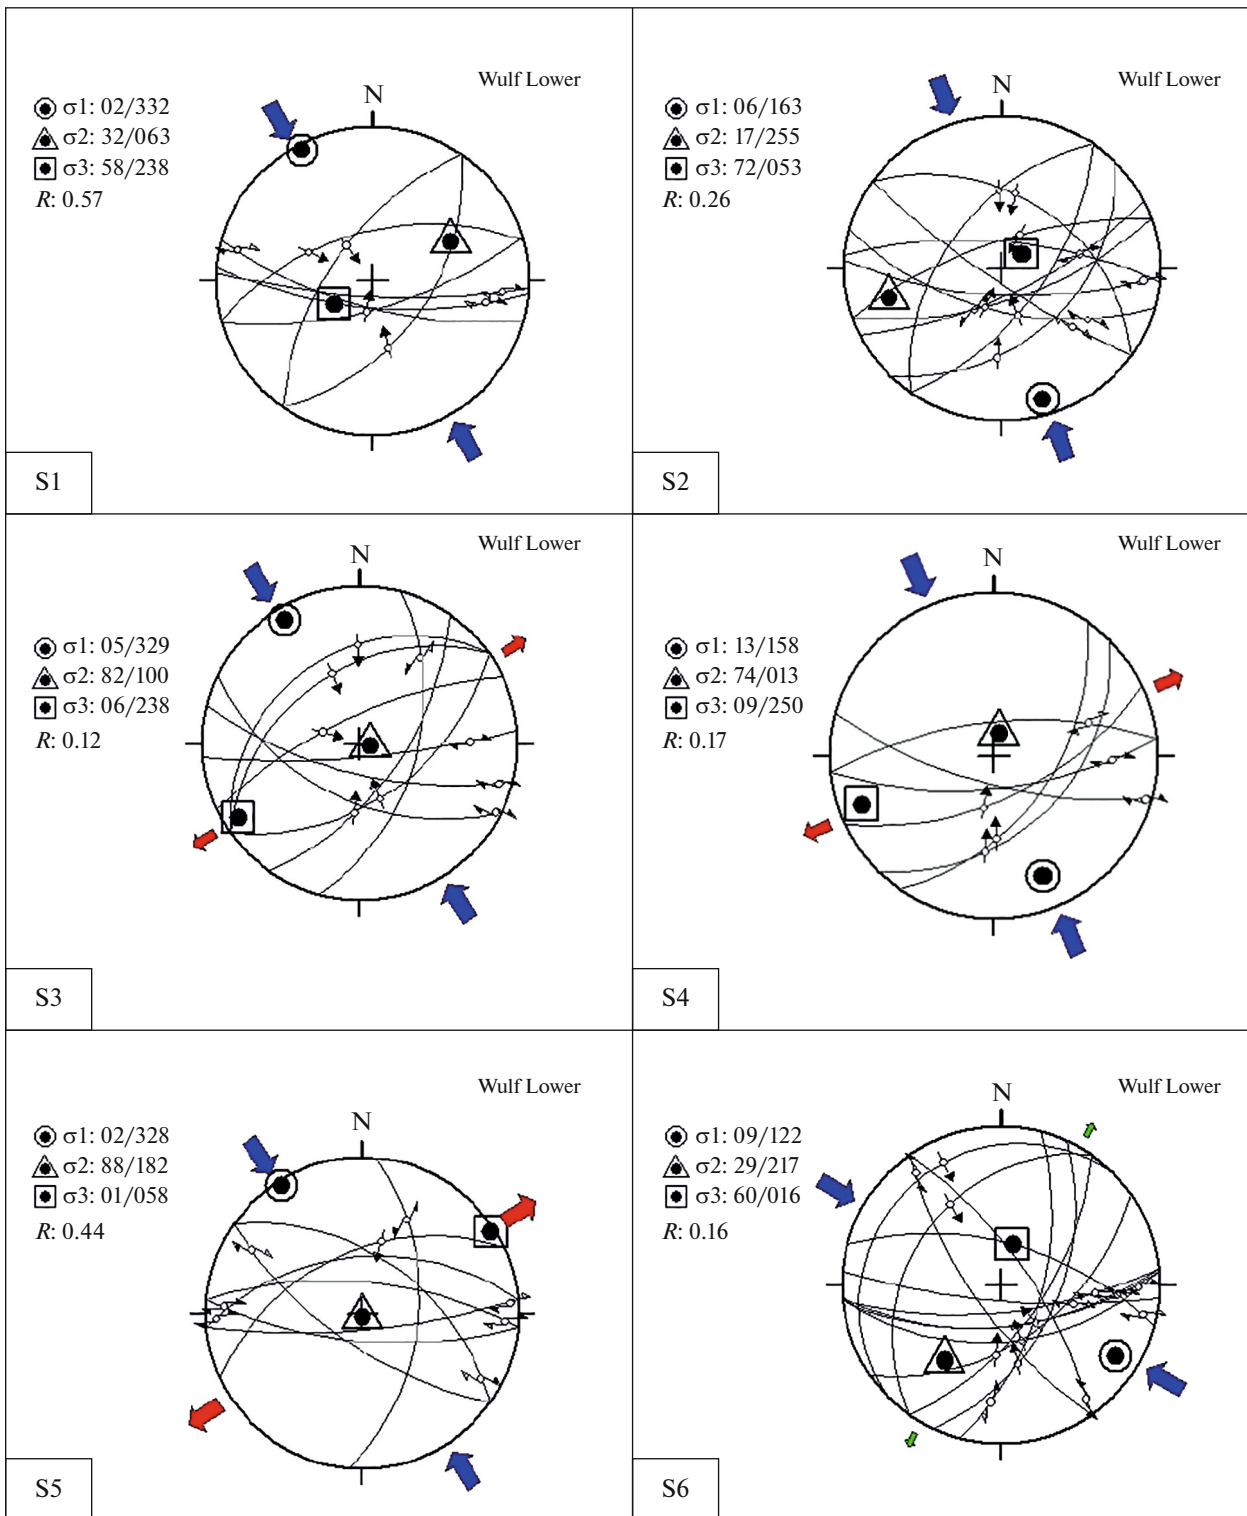 Wulf Lower
N
σ1: 02/332
σ2: 32/063
σ3: 58/238
R: 0.57
S1
Wulf Lower
N
σ1: 06/163
σ2: 17/255
σ3: 72/053
R: 0.26
S2
Wulf Lower
N
σ1: 05/329
σ2: 82/100
σ3: 06/238
R: 0.12
S3
Wulf Lower
N
σ1: 13/158
σ2: 74/013
σ3: 09/250
R: 0.17
S4
Wulf Lower
N
σ1: 02/328
σ2: 88/182
σ3: 01/058
R: 0.44
S5
Wulf Lower
N
σ1: 09/122
σ2: 29/217
σ3: 60/016
R: 0.16
S6